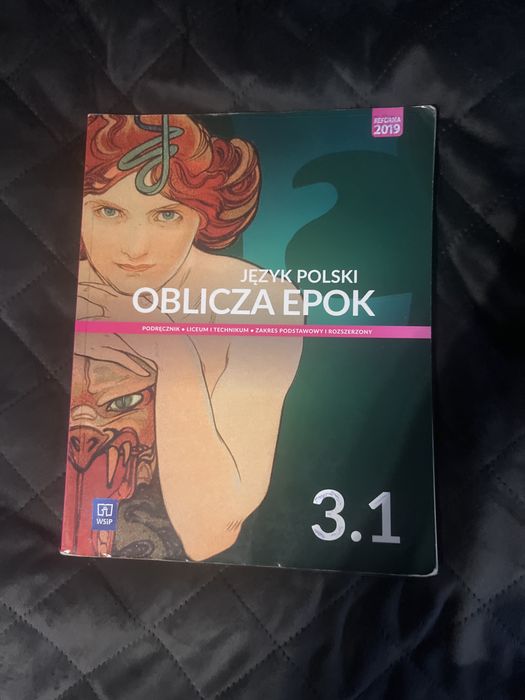 REFORMA
2019
JĘZYK POLSKI
OBLICZA EPOK
PODRĘCZNIK • LICEUM I TECHNIKUM • ZAKRES PODSTAWOWY I ROZSZERZONY
WSiP
3.1